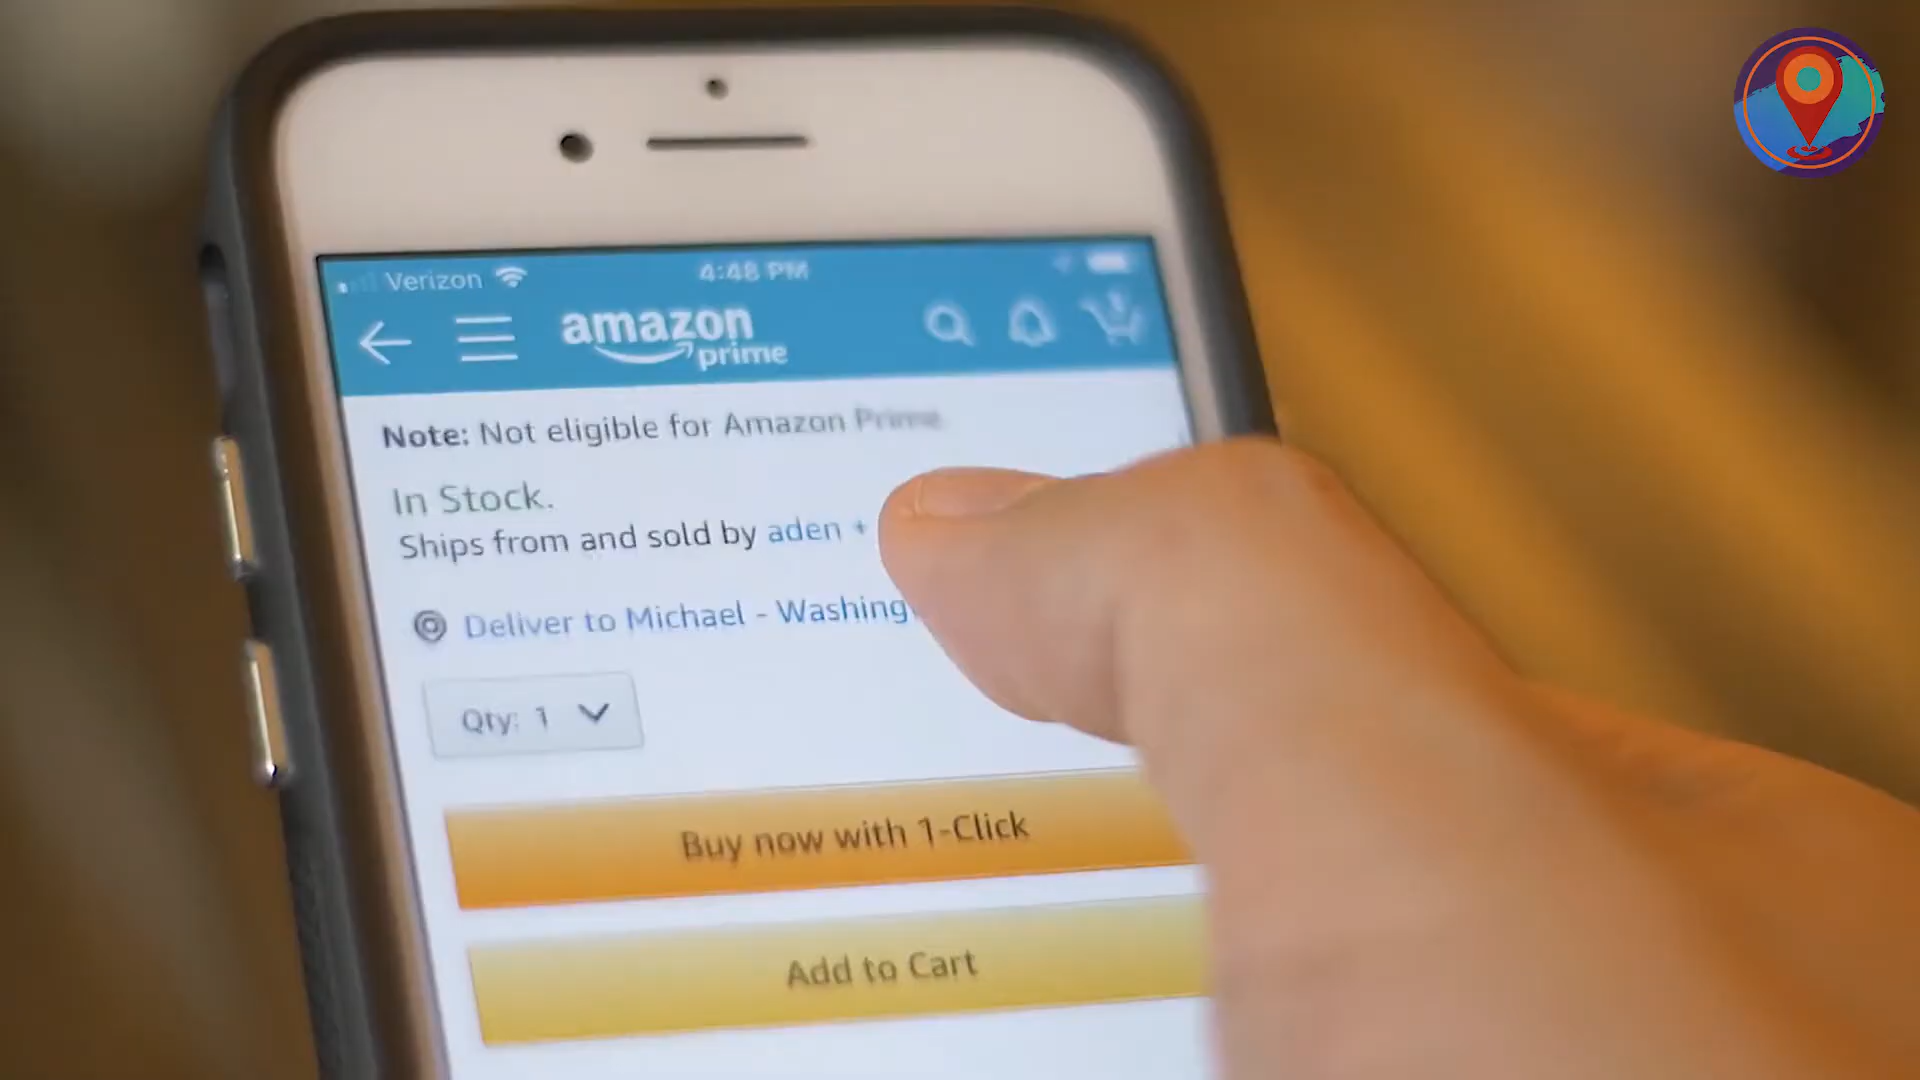 Verizon
4:48 PM
amazon
prime
Note: Not eligible for Amazon Prime
In Stock.
Ships from and sold by aden +
Deliver to Michael - Washing
Qty: 1
Buy now with 1-Click
Add to Cart